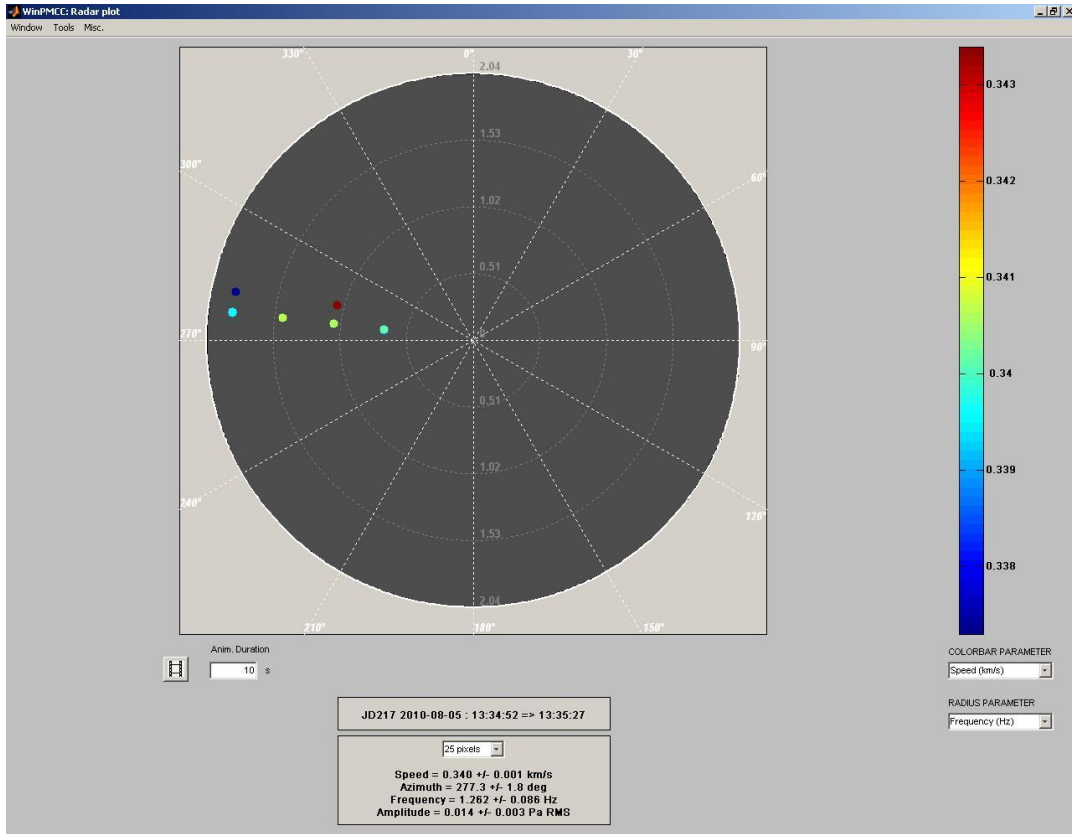 WinPMCC: Radar plot
Window Tools Misc.
330°
0°
30°
2.04
1.53
1.02
0.51
0
0.51
1.02
1.53
2.04
300°
60°
270°
90°
240°
120°
210°
180°
150°
0.343
0.342
0.341
0.34
0.339
0.338
Anim. Duration
10 s
COLORBAR PARAMETER
Speed (km/s)
RADIUS PARAMETER
Frequency (Hz)
JD217 2010-08-05 : 13:34:52 => 13:35:27
25 pixels
Speed = 0.340 +/- 0.001 km/s
Azimuth = 277.3 +/- 1.8 deg
Frequency = 1.262 +/- 0.086 Hz
Amplitude = 0.014 +/- 0.003 Pa RMS